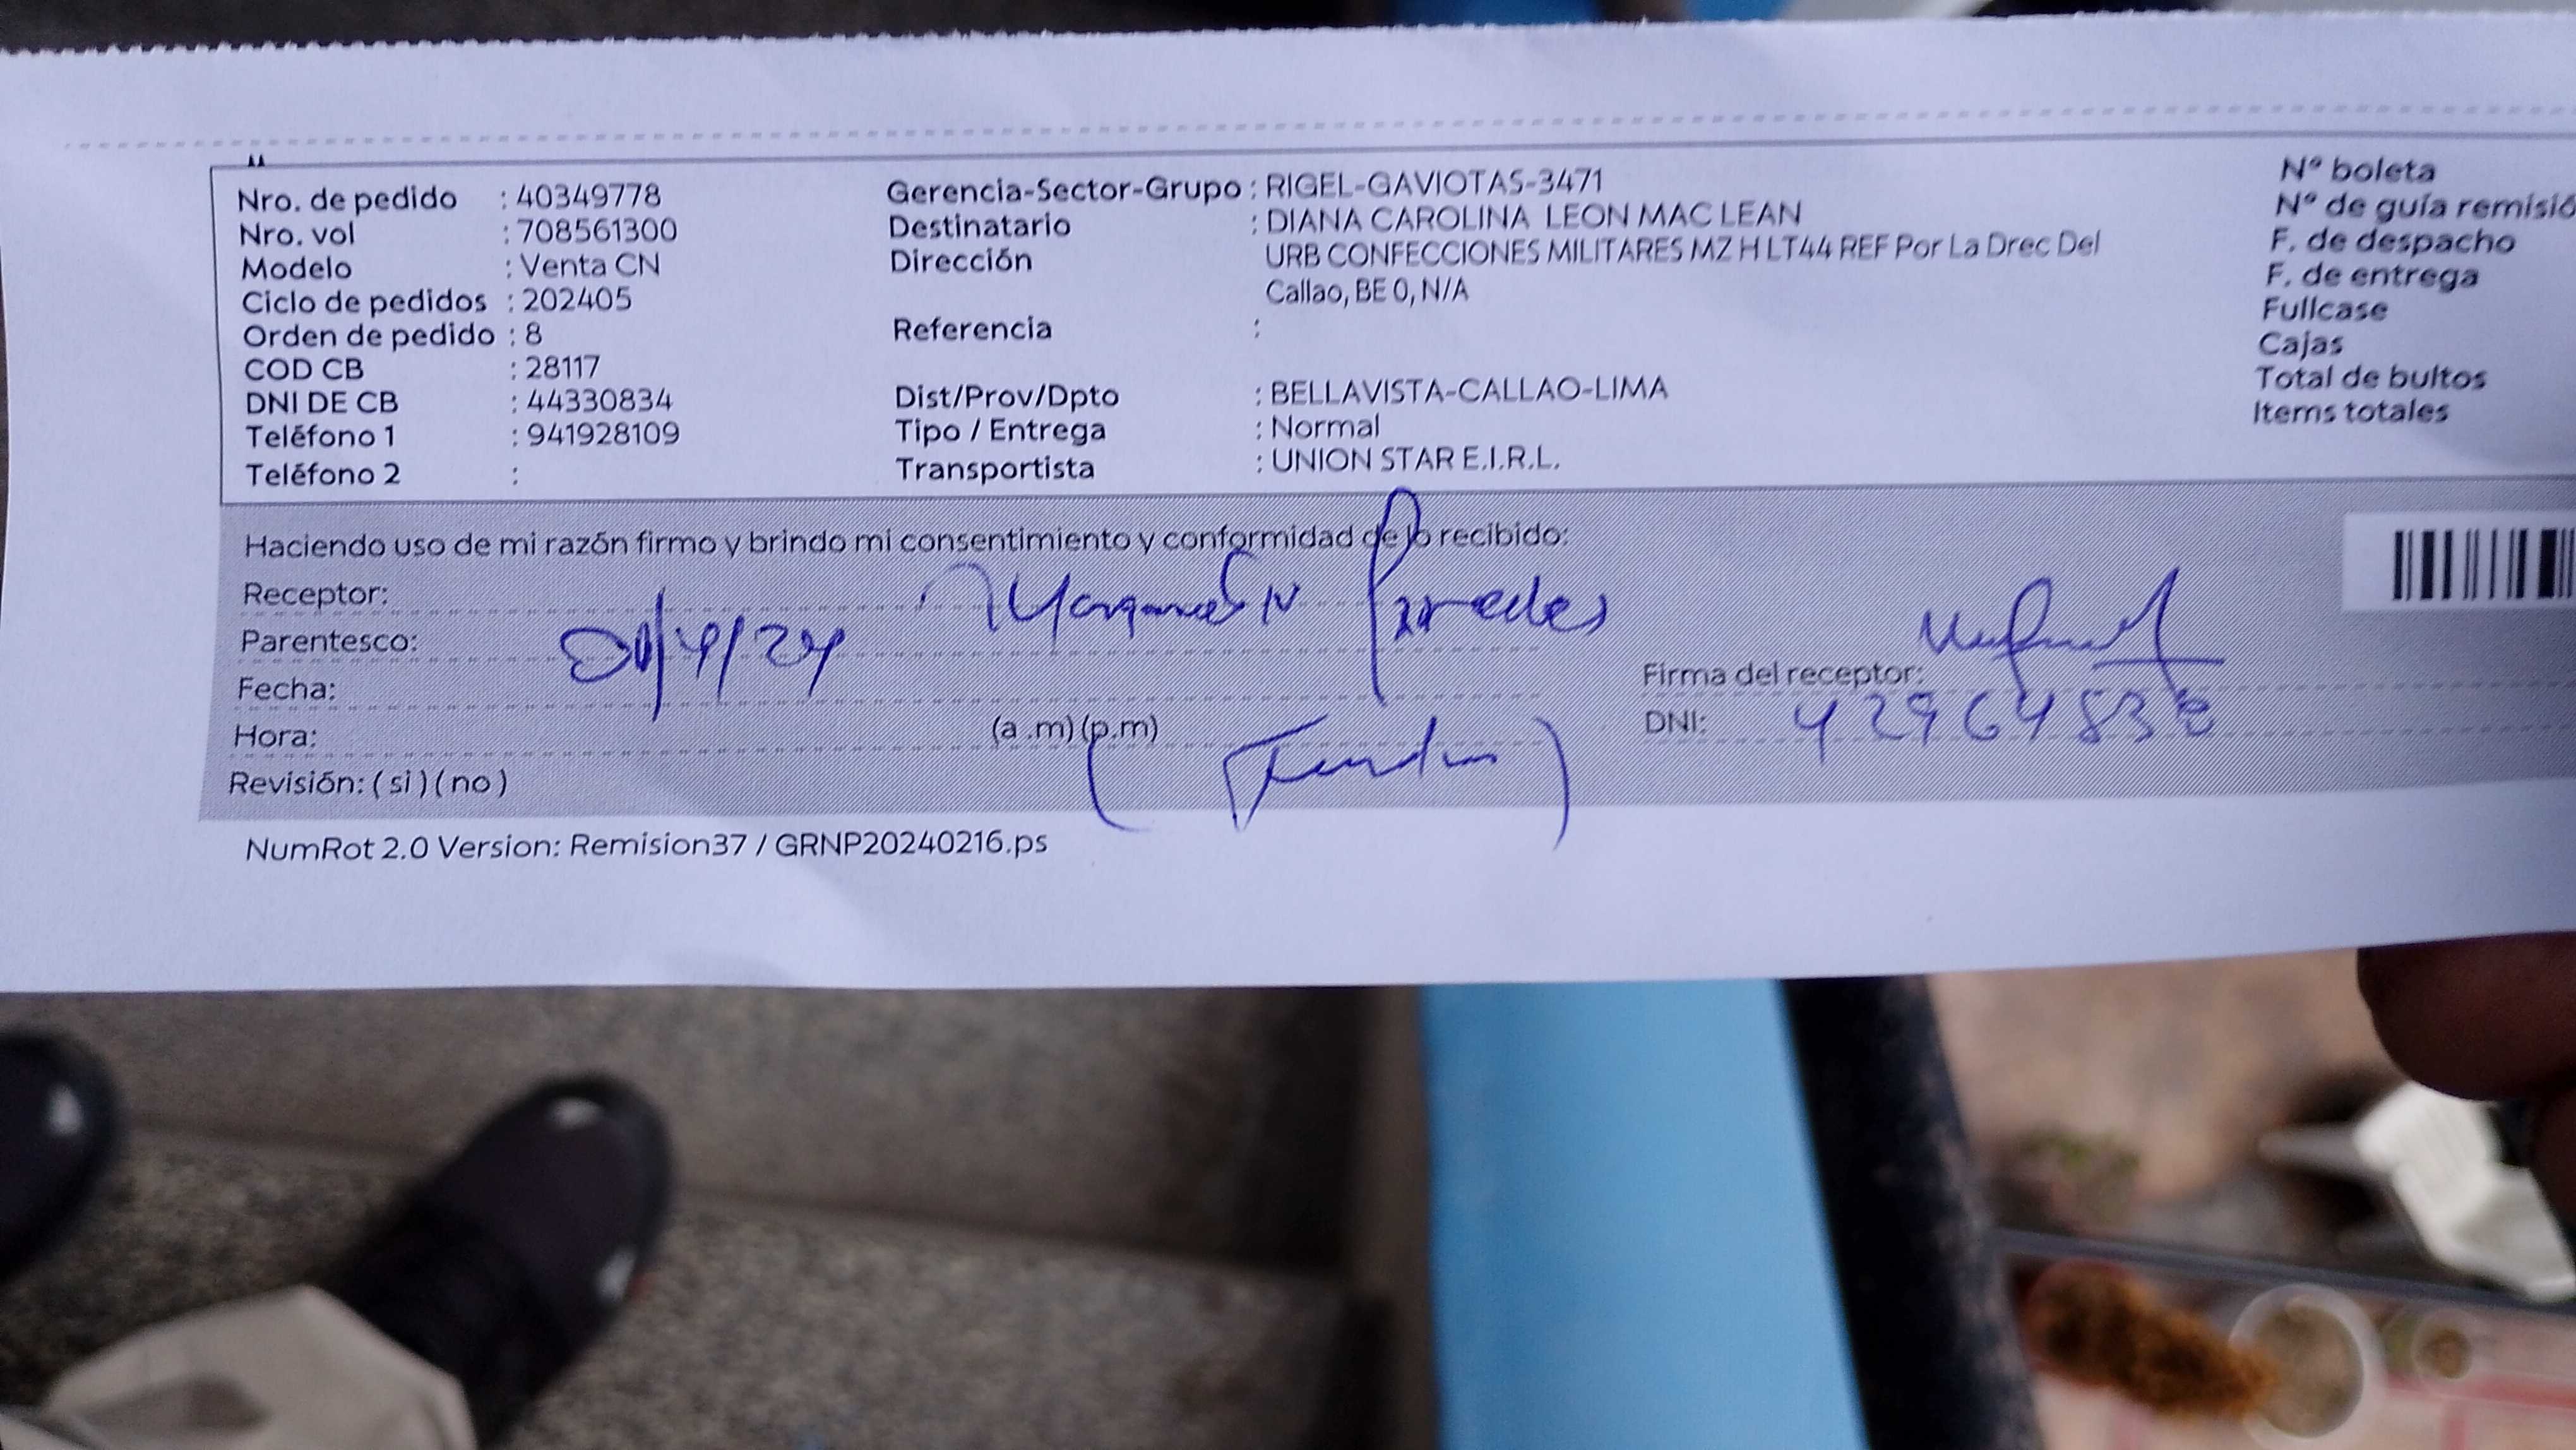 Nro. de pedido : 40349778
Nro. vol : 708561300
Modelo : Venta CN
Ciclo de pedidos : 202405
Orden de pedido : 8
COD CB : 28117
DNI DE CB : 44330834
Teléfono 1 : 941928109
Teléfono 2 :
Gerencia-Sector-Grupo : RIGEL-GAVIOTAS-3471
Destinatario : DIANA CAROLINA LEON MAC LEAN
Dirección URB CONFECCIONES MILITARES MZ H LT44 REF Por La Drec Del
Callao, BE 0, N/A
Referencia :
Dist/Prov/Dpto : BELLAVISTA-CALLAO-LIMA
Tipo / Entrega : Normal
Transportista : UNION STAR E.I.R.L.
Nº boleta
Nº de guía remisió
F. de despacho
F. de entrega
Fullcase
Cajas
Total de bultos
Items totales
Haciendo uso de mi razón firmo y brindo mi consentimiento y conformidad de lo recibido:
Receptor: Paredes
Parentesco:
Fecha:
Hora: (a .m) (p.m)
Revisión: ( si ) ( no )
Firma del receptor:
DNI:
NumRot 2.0 Version: Remision37 / GRNP20240216.ps